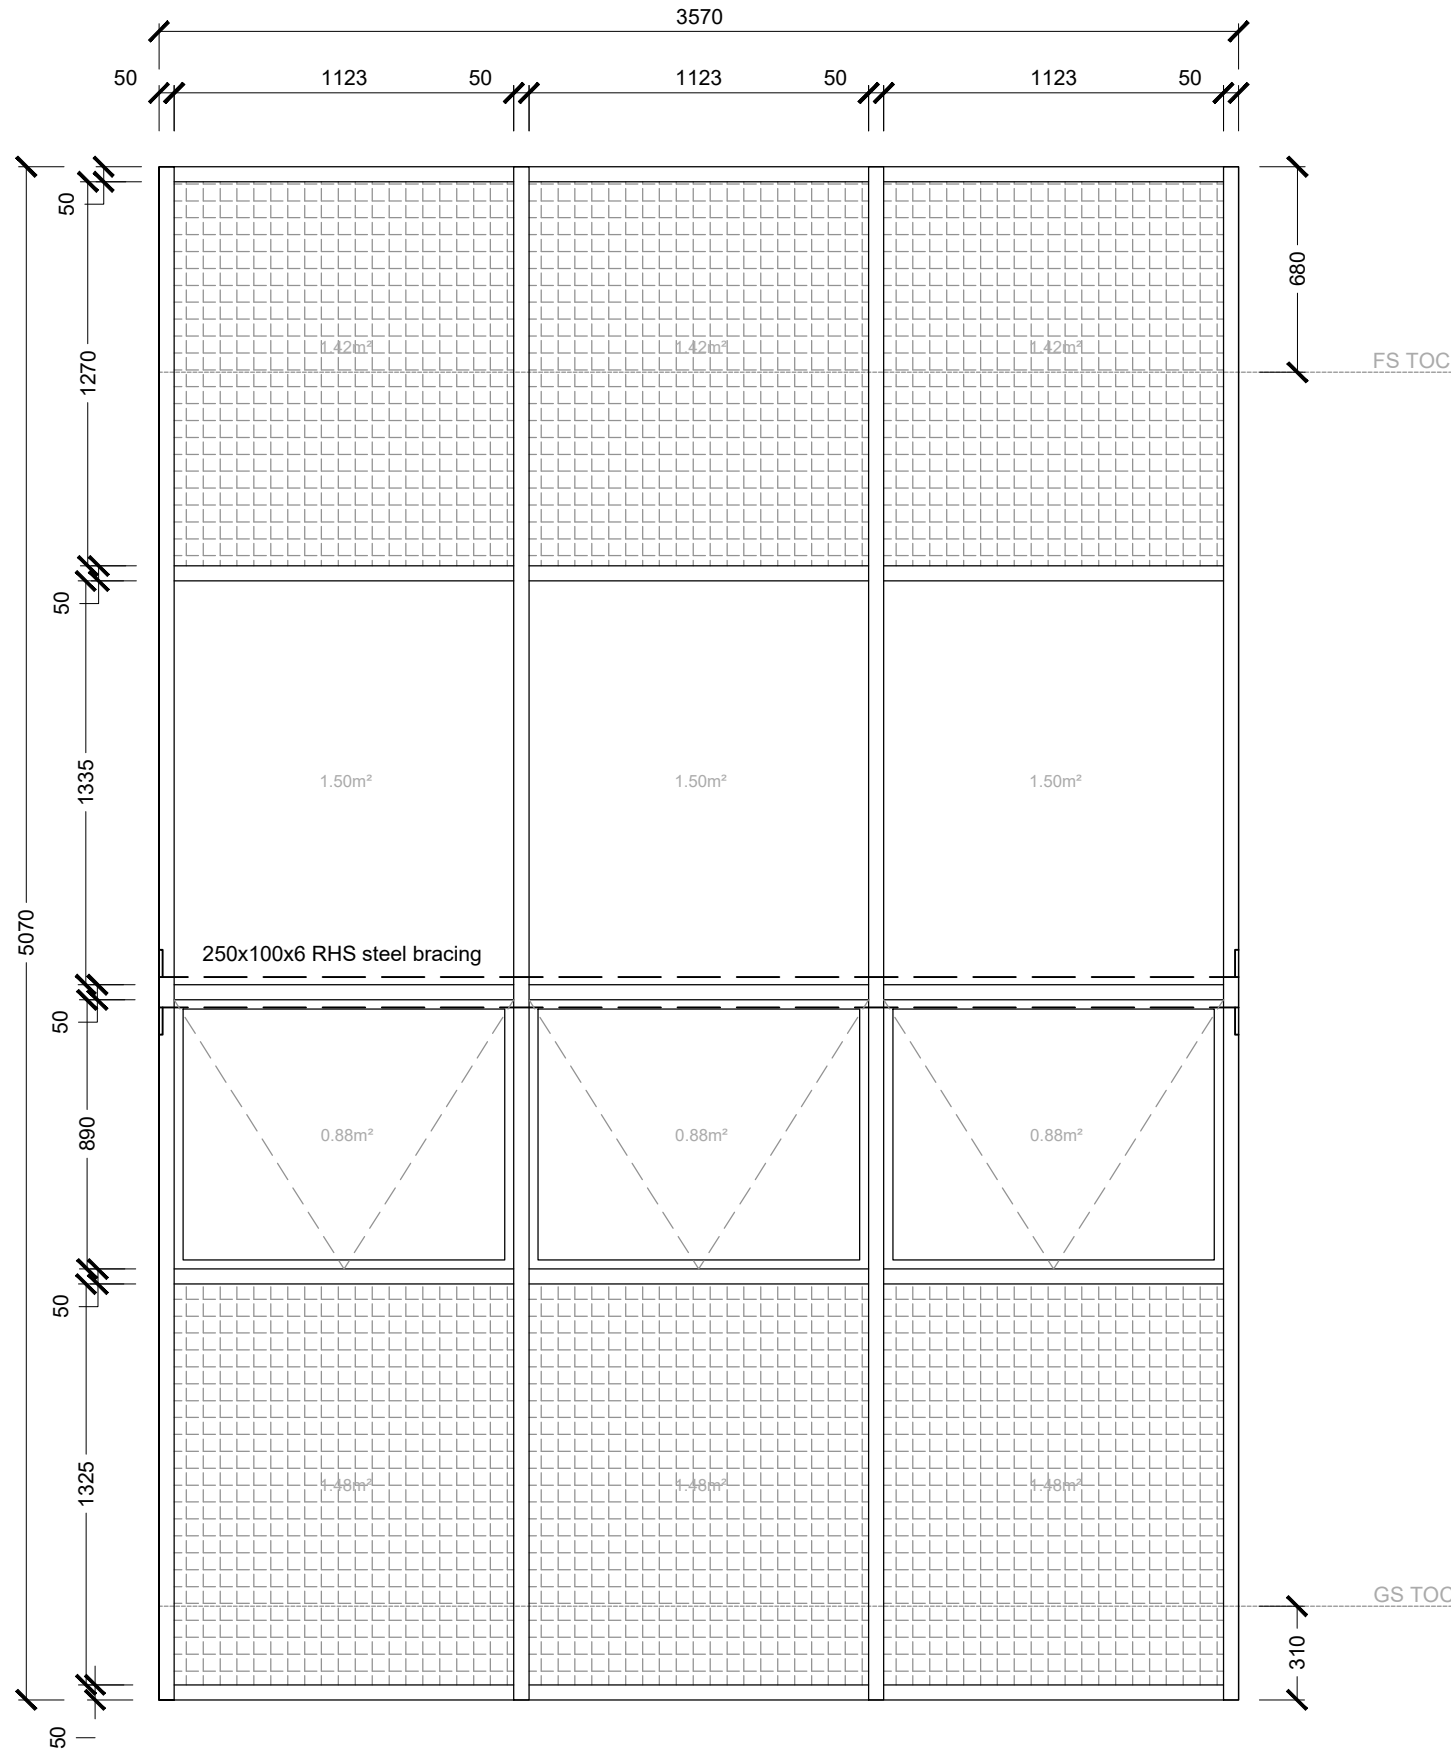 3570
50 1123 50 1123 50 1123 50
50
680
1.42m² 1.42m² 1.42m²
FS TOC
1270
50
1335
1.50m² 1.50m² 1.50m²
5070
250x100x6 RHS steel bracing
50
890
0.88m² 0.88m² 0.88m²
50
1325
1.48m² 1.48m² 1.48m²
GS TOC
310
50